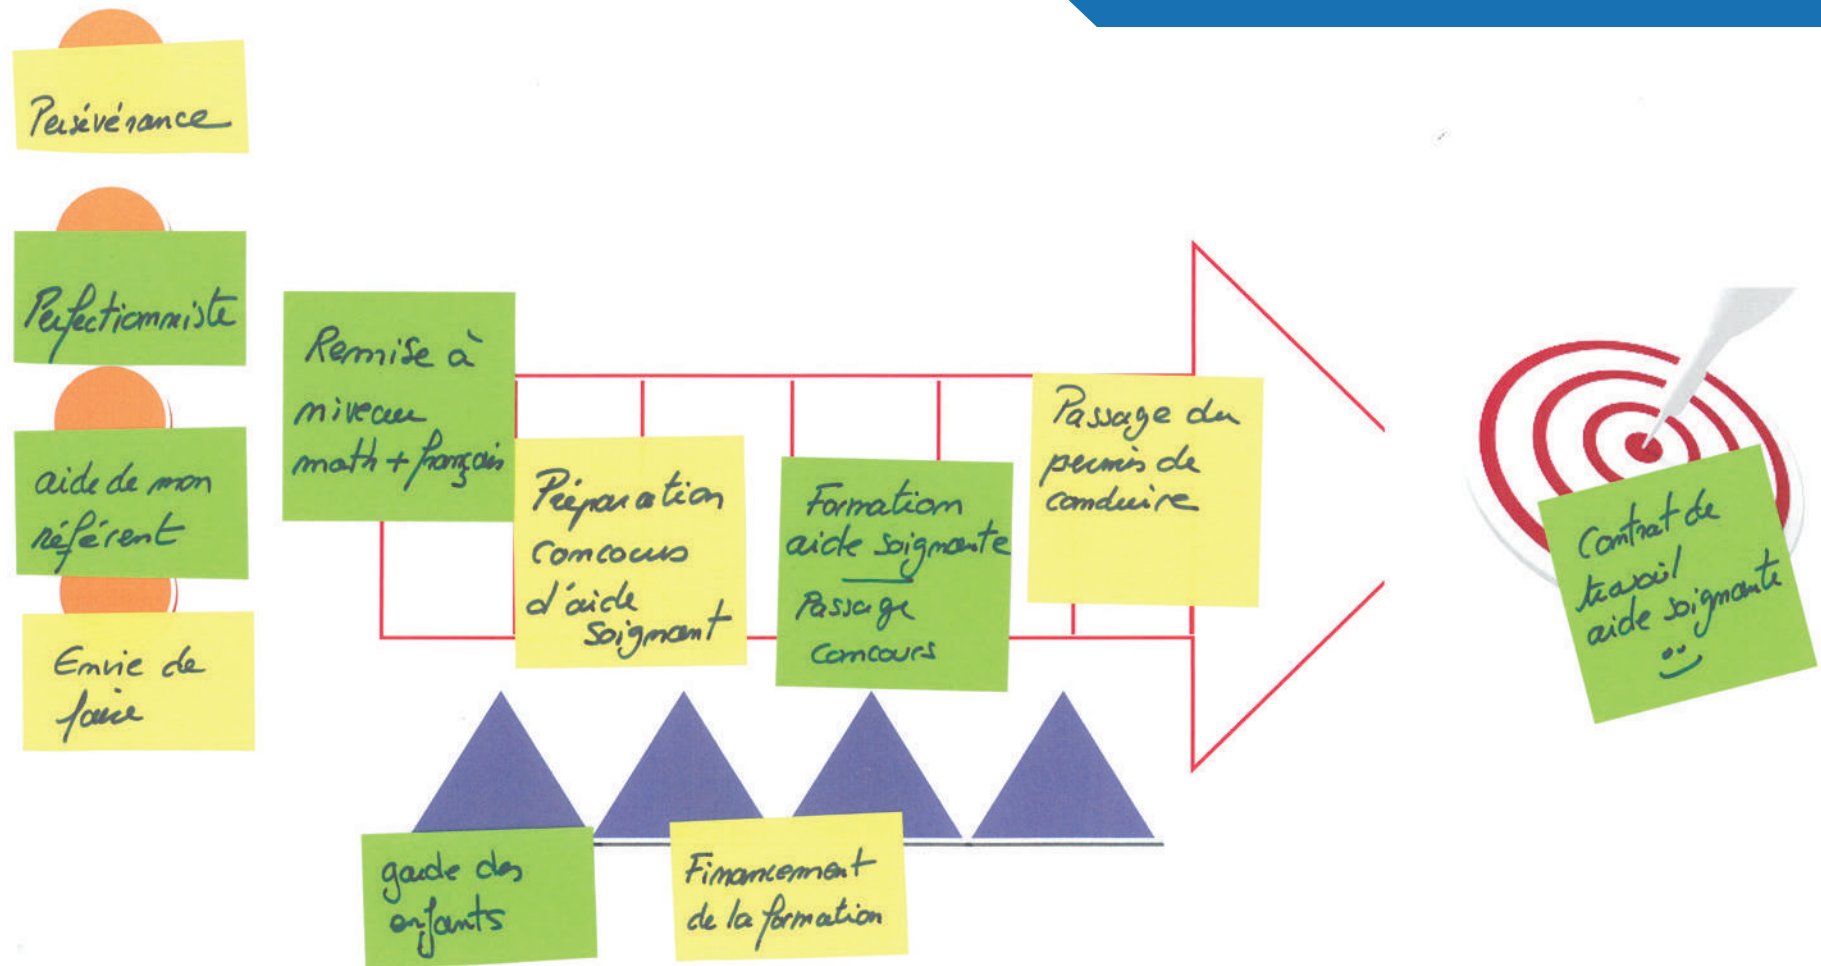 Persévérance
Perfectionniste
aide de mon
référent
Envie de
faire
Remise à
niveau
math + français
Préparation
concours
d'aide
soignant
Formation
aide soignante
Passage
concours
Passage du
permis de
conduire
Contrat de
travail
aide soignante
garde des
enfants
Financement
de la formation